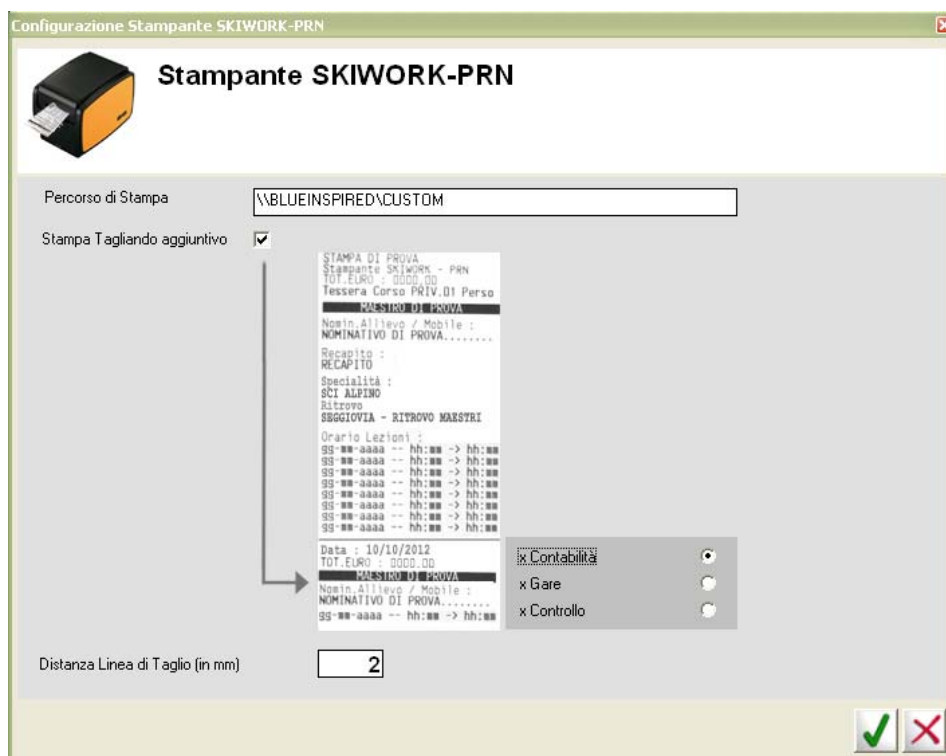 Configurazione Stampante SKIWORK-PRN
Stampante SKIWORK-PRN
Percorso di Stampa
\\BLUEINSPIRED\CUSTOM
Stampa Tagliando aggiuntivo
STAMPA DI PROVA
Stampante SKIWORK - PRN
TOT.EURO : 0000,00
Tessera Corso PRIV.01 Perso
MAESTRO DI PROVA
Nomin.Allievo / Mobile :
NOMINATIVO DI PROVA........
Recapito :
RECAPITO
Specialità :
SCI ALPINO
Ritrovo
SEGGIOVIA - RITROVO MAESTRI
Orario Lezioni :
gg-mm-aaaa -- hh:mm -> hh:mm
gg-mm-aaaa -- hh:mm -> hh:mm
gg-mm-aaaa -- hh:mm -> hh:mm
gg-mm-aaaa -- hh:mm -> hh:mm
gg-mm-aaaa -- hh:mm -> hh:mm
gg-mm-aaaa -- hh:mm -> hh:mm
gg-mm-aaaa -- hh:mm -> hh:mm
gg-mm-aaaa -- hh:mm -> hh:mm
Data : 10/10/2012
TOT.EURO : 0000.00
MAESTRO DI PROVA
Nomin.Allievo / Mobile :
NOMINATIVO DI PROVA........
gg-mm-aaaa -- hh:mm -> hh:mm
x Contabilità
x Gare
x Controllo
Distanza Linea di Taglio (in mm)
2